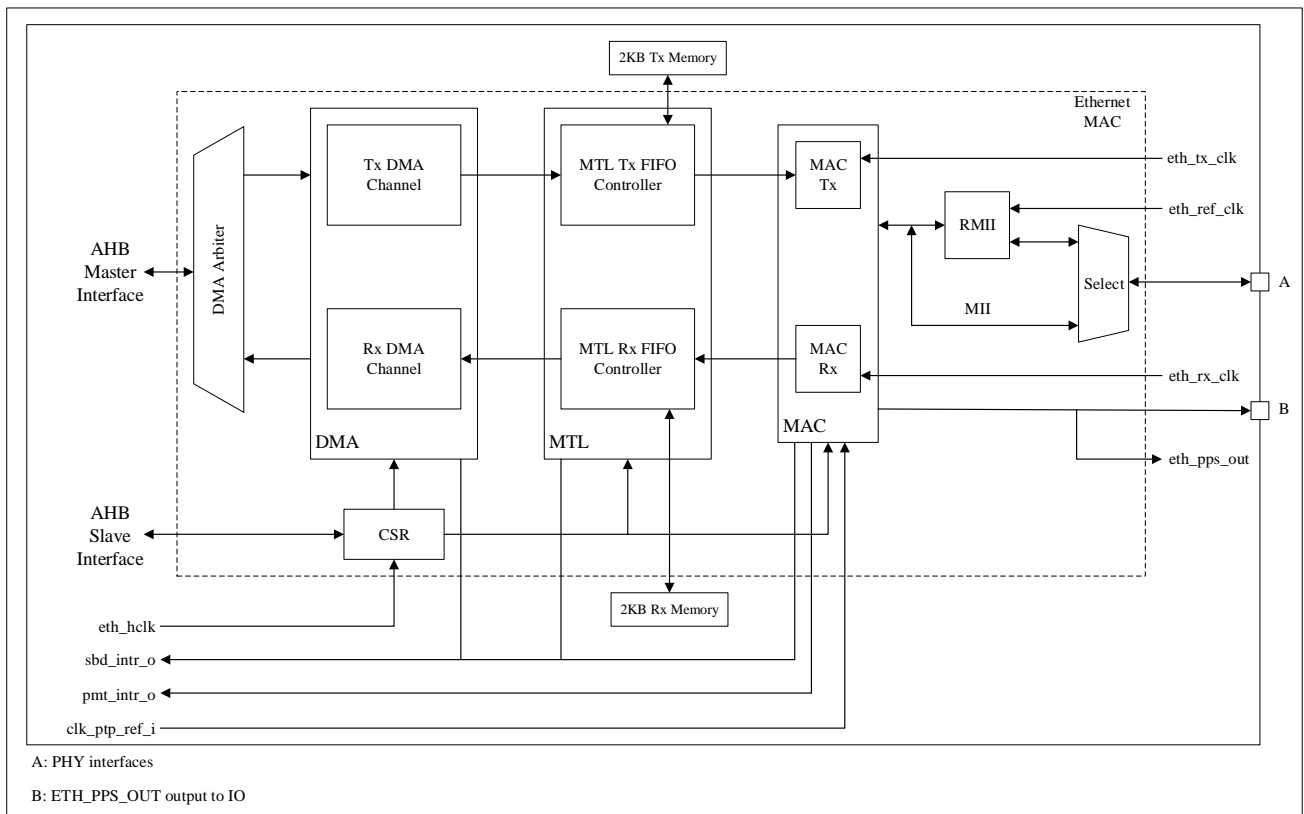 2KB Tx Memory
Ethernet
MAC
Tx DMA
Channel
MTL Tx FIFO
Controller
MAC
Tx
eth_tx_clk
eth_ref_clk
RMII
AHB
Master
Interface
DMA Arbiter
Select
A
MII
Rx DMA
Channel
MTL Rx FIFO
Controller
MAC
Rx
eth_rx_clk
B
DMA
MTL
MAC
eth_pps_out
AHB
Slave
Interface
CSR
2KB Rx Memory
eth_hclk
sbd_intr_o
pmt_intr_o
clk_ptp_ref_i
A: PHY interfaces
B: ETH_PPS_OUT output to IO